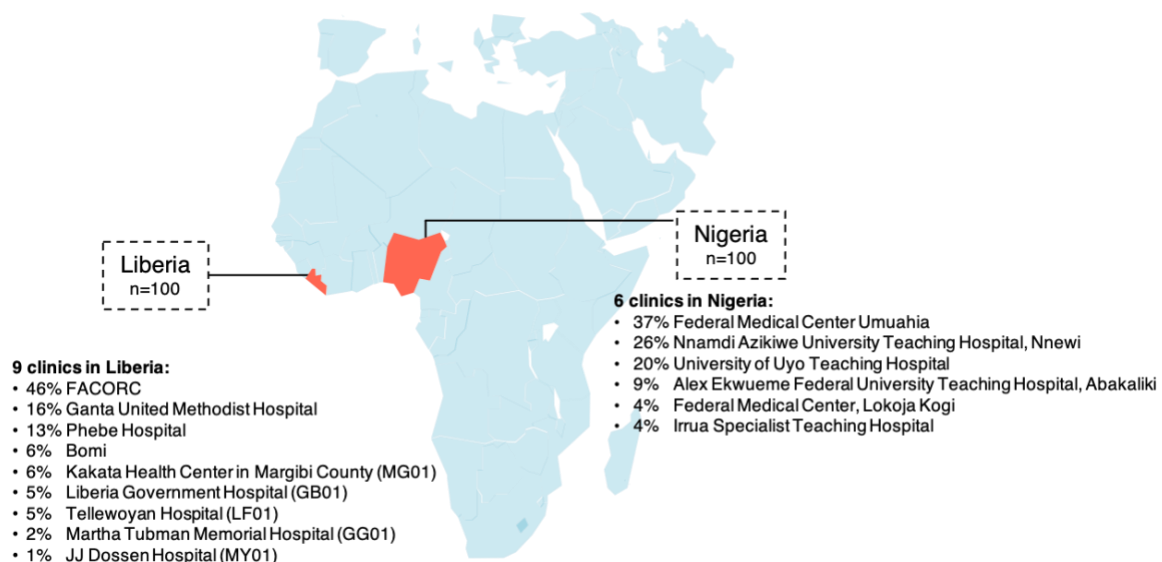 Liberia
n=100
Nigeria
n=100
6 clinics in Nigeria:
• 37% Federal Medical Center Umuahia
• 26% Nnamdi Azikiwe University Teaching Hospital, Nnewi
• 20% University of Uyo Teaching Hospital
• 9% Alex Ekwueme Federal University Teaching Hospital, Abakaliki
• 4% Federal Medical Center, Lokoja Kogi
• 4% Irrua Specialist Teaching Hospital
9 clinics in Liberia:
• 46% FACORC
• 16% Ganta United Methodist Hospital
• 13% Phebe Hospital
• 6% Bomi
• 6% Kakata Health Center in Margibi County (MG01)
• 5% Liberia Government Hospital (GB01)
• 5% Tellewoyan Hospital (LF01)
• 2% Martha Tubman Memorial Hospital (GG01)
• 1% JJ Dossen Hospital (MY01)